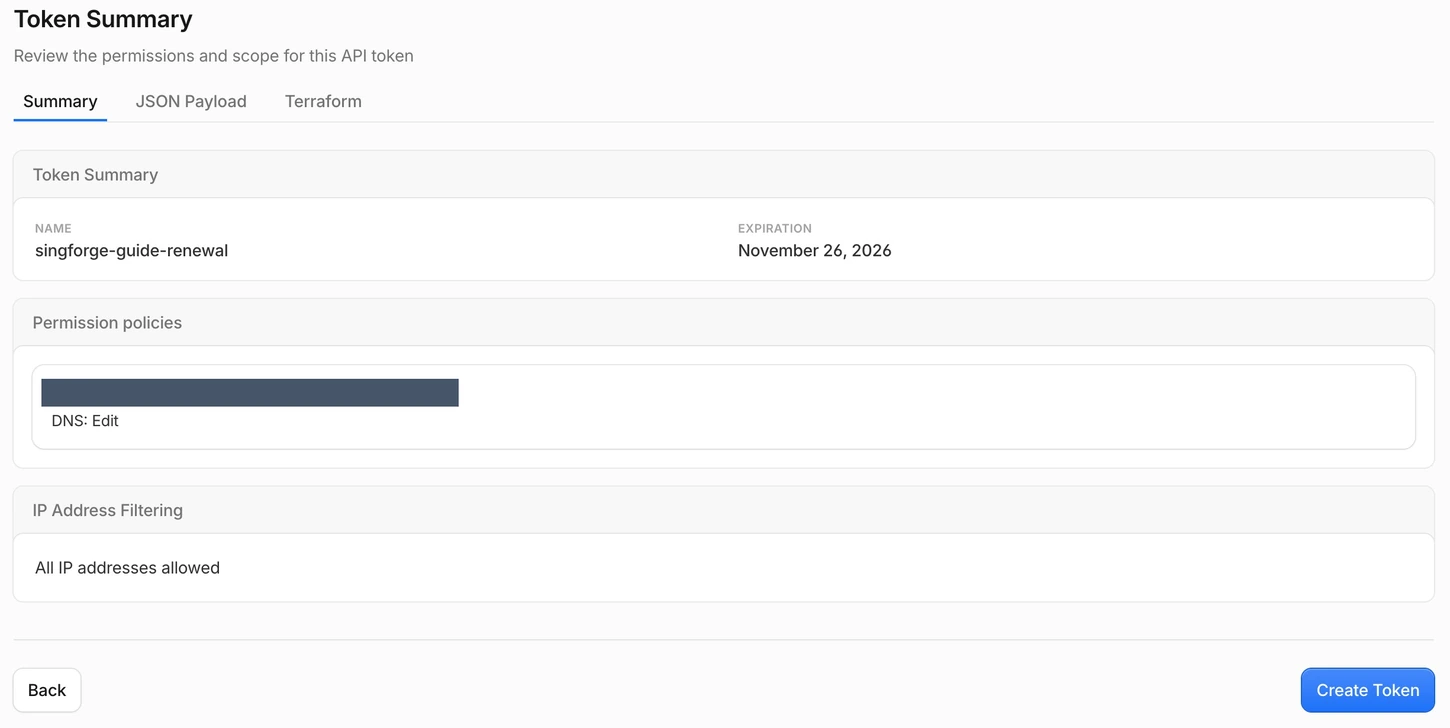 Token Summary
Review the permissions and scope for this API token
Summary JSON Payload Terraform
Token Summary
NAME EXPIRATION
singforge-guide-renewal November 26, 2026
Permission policies
DNS: Edit
IP Address Filtering
All IP addresses allowed
Back Create Token